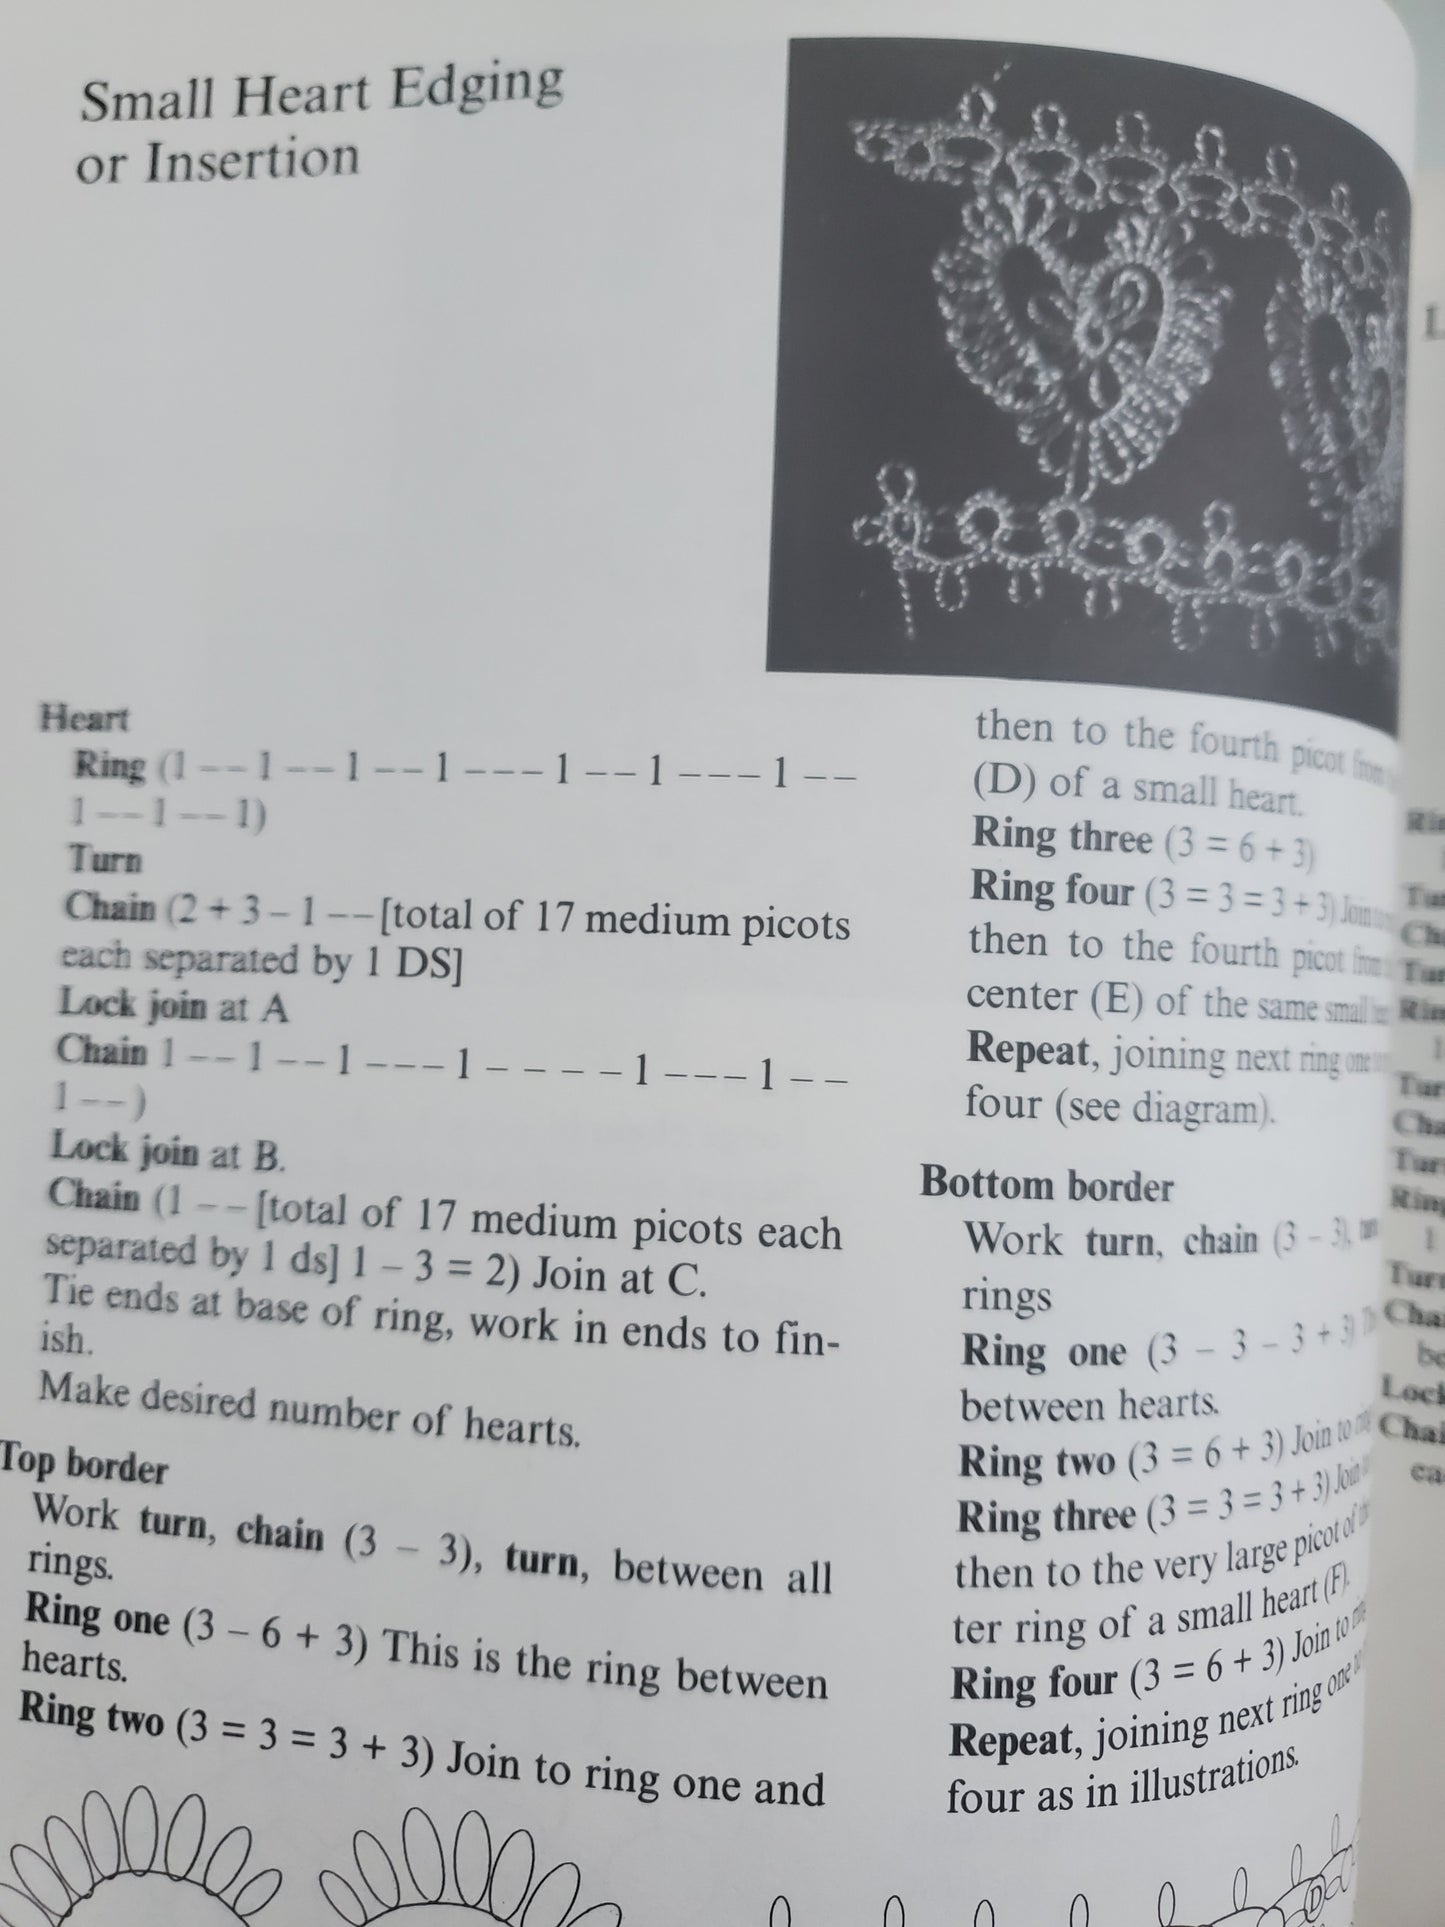 Small Heart Edging
or Insertion
Heart
Ring (1 – – 1 – – 1 – – 1 – – – 1 – – 1 – – – 1 – –
1 – – 1 – – 1)
Turn
Chain (2 + 3 – 1 – – [total of 17 medium picots
each separated by 1 DS]
Lock join at A
Chain 1 – – 1 – – 1 – – – 1 – – – – 1 – – – 1 – –
1 – – )
Lock join at B.
Chain (1 – – [total of 17 medium picots each
separated by 1 ds] 1 – 3 = 2) Join at C.
Tie ends at base of ring, work in ends to fin-
ish.
Make desired number of hearts.
Top border
Work turn, chain (3 – 3), turn, between all
rings.
Ring one (3 – 6 + 3) This is the ring between
hearts.
Ring two (3 = 3 = 3 + 3) Join to ring one and
then to the fourth picot from
(D) of a small heart.
Ring three (3 = 6 + 3)
Ring four (3 = 3 = 3 + 3) Join
then to the fourth picot from
center (E) of the same small
Repeat, joining next ring one
four (see diagram).
Bottom border
Work turn, chain (3 – 3),
rings
Ring one (3 – 3 – 3 + 3)
between hearts.
Ring two (3 = 6 + 3) Join to
Ring three (3 = 3 = 3 + 3) Join
then to the very large picot of
ter ring of a small heart (F).
Ring four (3 = 6 + 3) Join to
Repeat, joining next ring one
four as in illustrations.
D